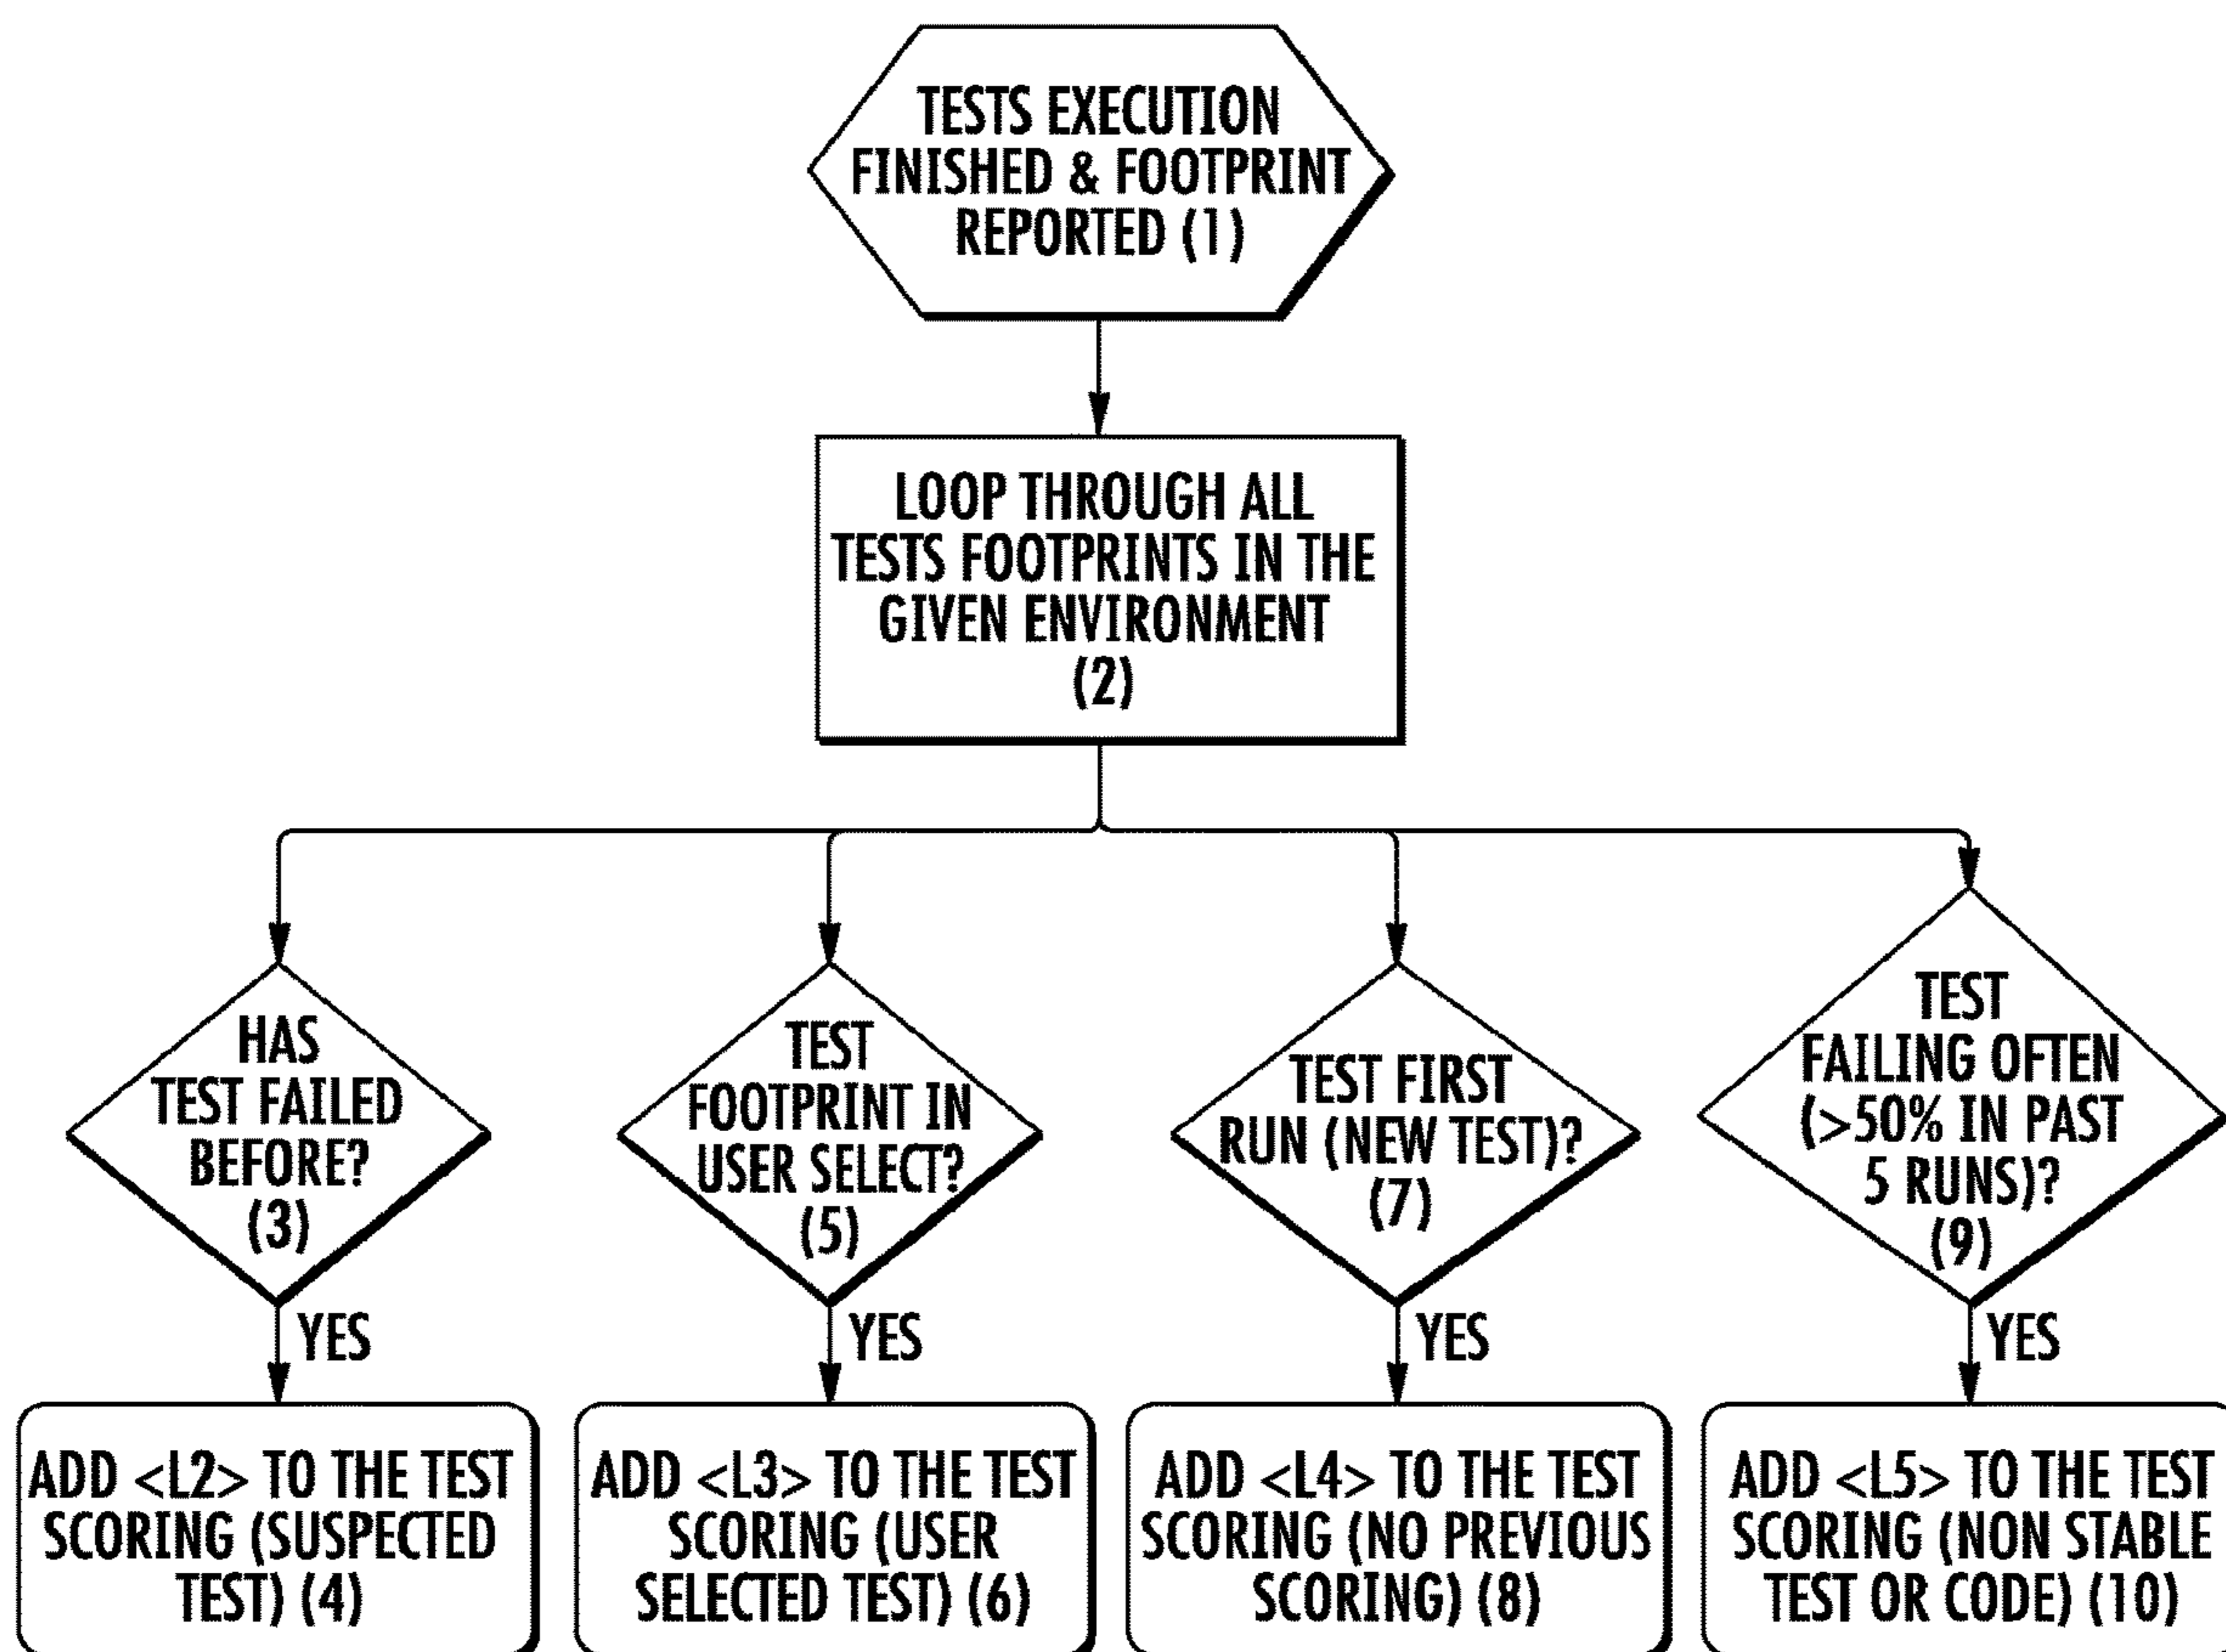 TESTS EXECUTION
FINISHED & FOOTPRINT
REPORTED (1)
LOOP THROUGH ALL
TESTS FOOTPRINTS IN THE
GIVEN ENVIRONMENT
(2)
HAS
TEST FAILED
BEFORE?
(3)
TEST
FOOTPRINT IN
USER SELECT?
(5)
TEST FIRST
RUN (NEW TEST)?
(7)
TEST
FAILING OFTEN
(>50% IN PAST
5 RUNS)?
(9)
YES
YES
YES
YES
ADD <L2> TO THE TEST
SCORING (SUSPECTED
TEST) (4)
ADD <L3> TO THE TEST
SCORING (USER
SELECTED TEST) (6)
ADD <L4> TO THE TEST
SCORING (NO PREVIOUS
SCORING) (8)
ADD <L5> TO THE TEST
SCORING (NON STABLE
TEST OR CODE) (10)